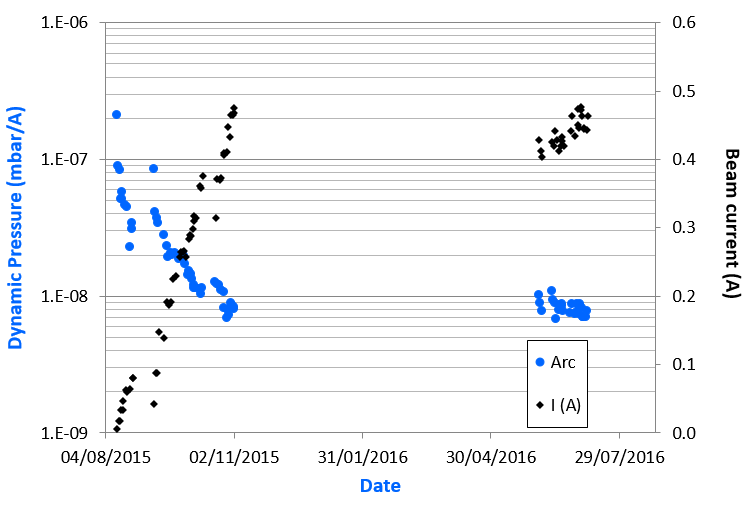 1.E-06
1.E-07
1.E-08
1.E-09
Dynamic Pressure (mbar/A)
0.6
0.5
0.4
0.3
0.2
0.1
0.0
Beam current (A)
Arc
I (A)
04/08/2015 02/11/2015 31/01/2016 30/04/2016 29/07/2016
Date